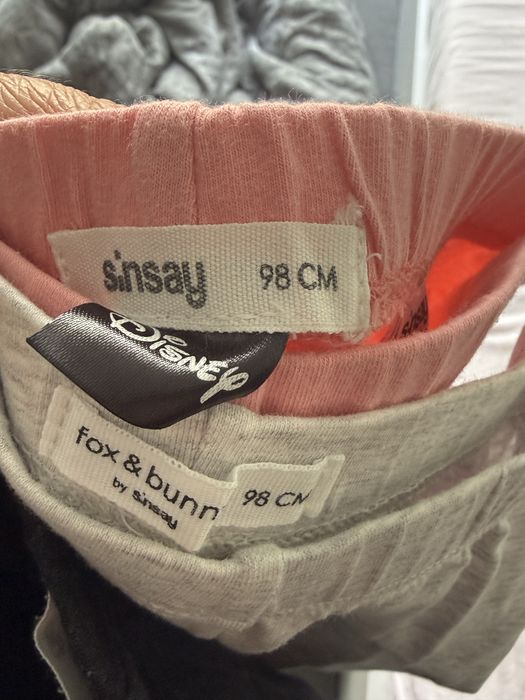 sinsay 98 CM
Disney
fox & bunn
by sinsay
98 CM